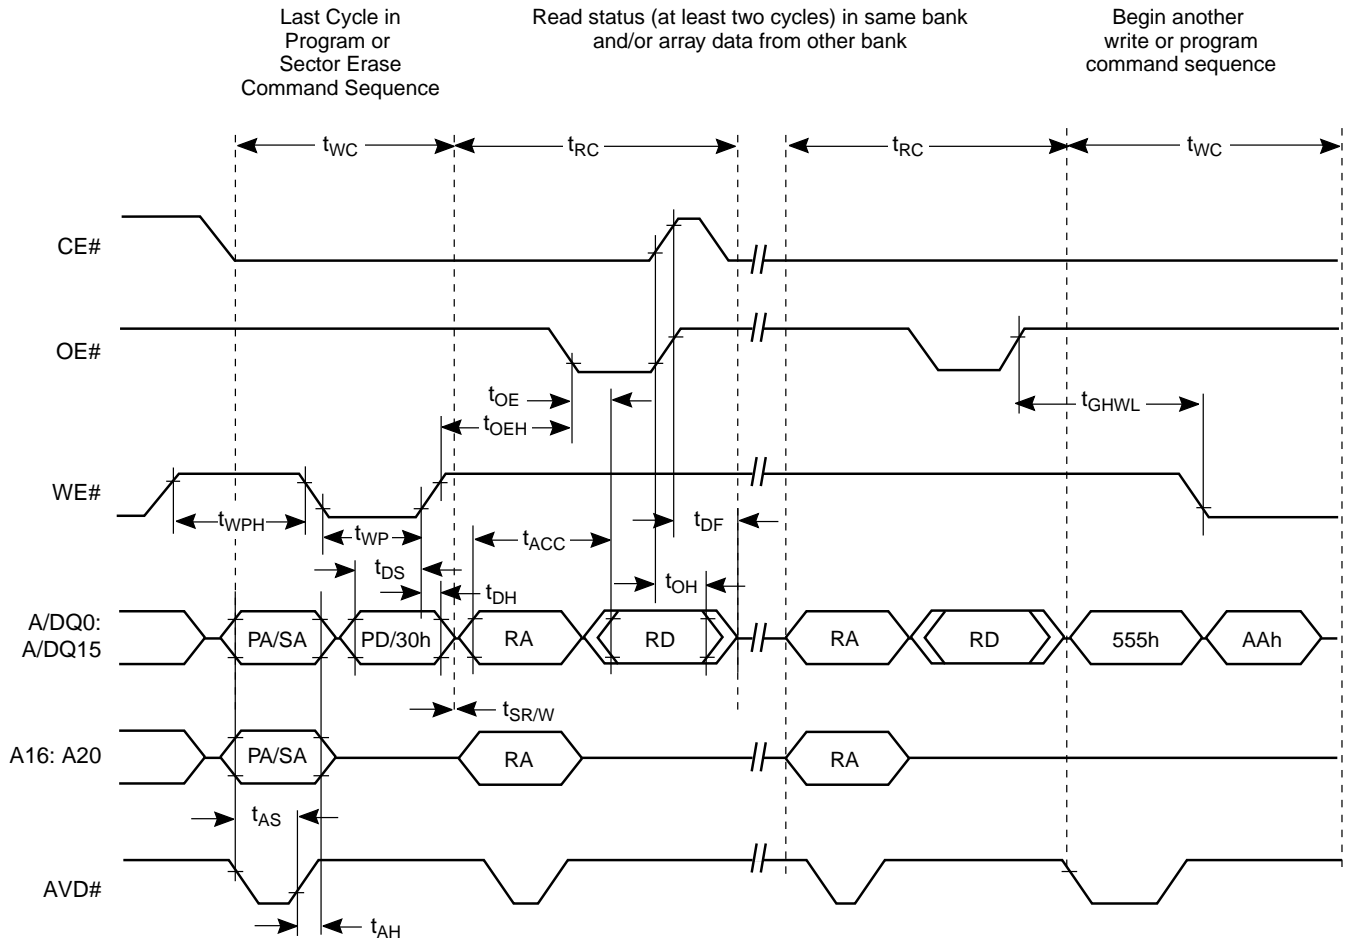 Last Cycle in
Program or
Sector Erase
Command Sequence
Read status (at least two cycles) in same bank
and/or array data from other bank
Begin another
write or program
command sequence
tWC
tRC
tRC
tWC
CE#
OE#
tOE
tOEH
tGHWL
WE#
tWPH
tWP
tACC
tDF
tDS
tDH
tOH
A/DQ0:
A/DQ15
PA/SA
PD/30h
RA
RD
RA
RD
555h
AAh
tSR/W
A16: A20
PA/SA
RA
RA
tAS
AVD#
tAH